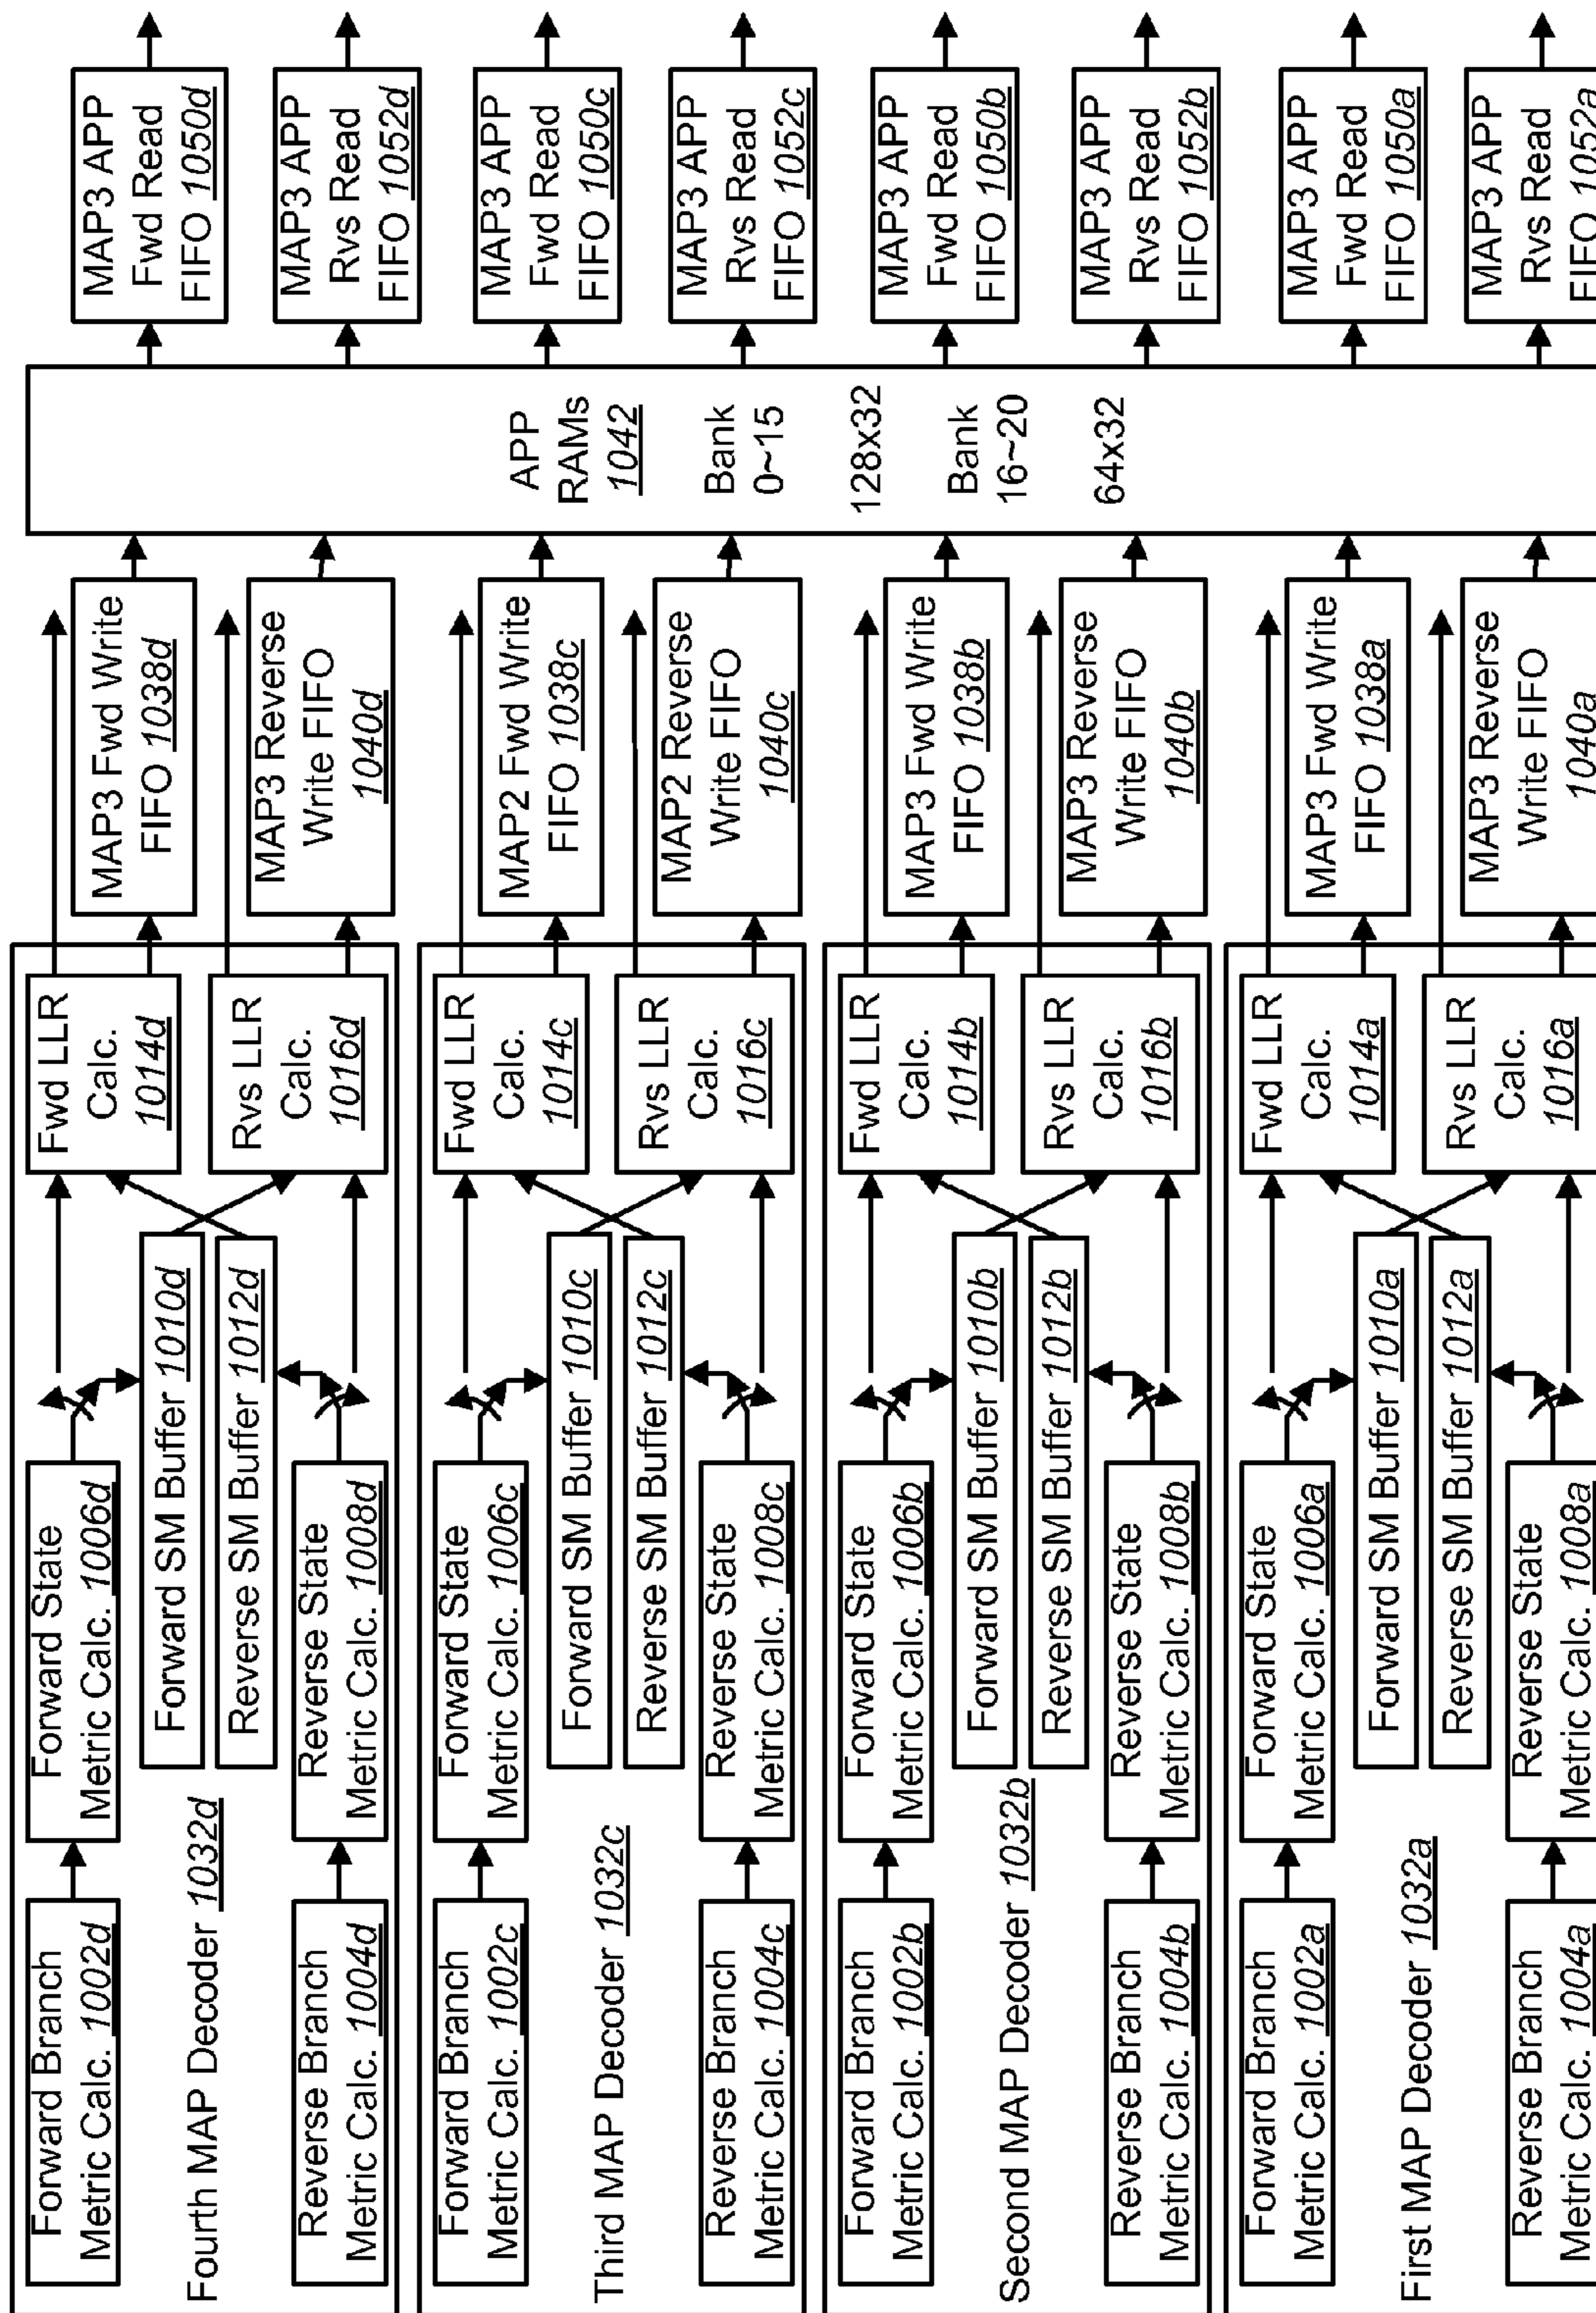 Forward Branch
Metric Calc. 1002d
Fourth MAP Decoder 1032d
Reverse Branch
Metric Calc. 1004d
Forward State
Metric Calc. 1006d
Forward SM Buffer 1010d
Reverse SM Buffer 1012d
Reverse State
Metric Calc. 1008d
Fwd LLR
Calc.
1014d
Rvs LLR
Calc.
1016d
MAP3 Fwd Write
FIFO 1038d
MAP3 Reverse
Write FIFO
1040d
Forward Branch
Metric Calc. 1002c
Third MAP Decoder 1032c
Reverse Branch
Metric Calc. 1004c
Forward State
Metric Calc. 1006c
Forward SM Buffer 1010c
Reverse SM Buffer 1012c
Reverse State
Metric Calc. 1008c
Fwd LLR
Calc.
1014c
Rvs LLR
Calc.
1016c
MAP2 Fwd Write
FIFO 1038c
MAP2 Reverse
Write FIFO
1040c
Forward Branch
Metric Calc. 1002b
Second MAP Decoder 1032b
Reverse Branch
Metric Calc. 1004b
Forward State
Metric Calc. 1006b
Forward SM Buffer 1010b
Reverse SM Buffer 1012b
Reverse State
Metric Calc. 1008b
Fwd LLR
Calc.
1014b
Rvs LLR
Calc.
1016b
MAP3 Fwd Write
FIFO 1038b
MAP3 Reverse
Write FIFO
1040b
Forward Branch
Metric Calc. 1002a
First MAP Decoder 1032a
Reverse Branch
Metric Calc. 1004a
Forward State
Metric Calc. 1006a
Forward SM Buffer 1010a
Reverse SM Buffer 1012a
Reverse State
Metric Calc. 1008a
Fwd LLR
Calc.
1014a
Rvs LLR
Calc.
1016a
MAP3 Fwd Write
FIFO 1038a
MAP3 Reverse
Write FIFO
1040a
APP
RAMs
1042
Bank
0~15
128x32
Bank
16~20
64x32
MAP3 APP
Fwd Read
FIFO 1050d
MAP3 APP
Rvs Read
FIFO 1052d
MAP3 APP
Fwd Read
FIFO 1050c
MAP3 APP
Rvs Read
FIFO 1052c
MAP3 APP
Fwd Read
FIFO 1050b
MAP3 APP
Rvs Read
FIFO 1052b
MAP3 APP
Fwd Read
FIFO 1050a
MAP3 APP
Rvs Read
FIFO 1052a